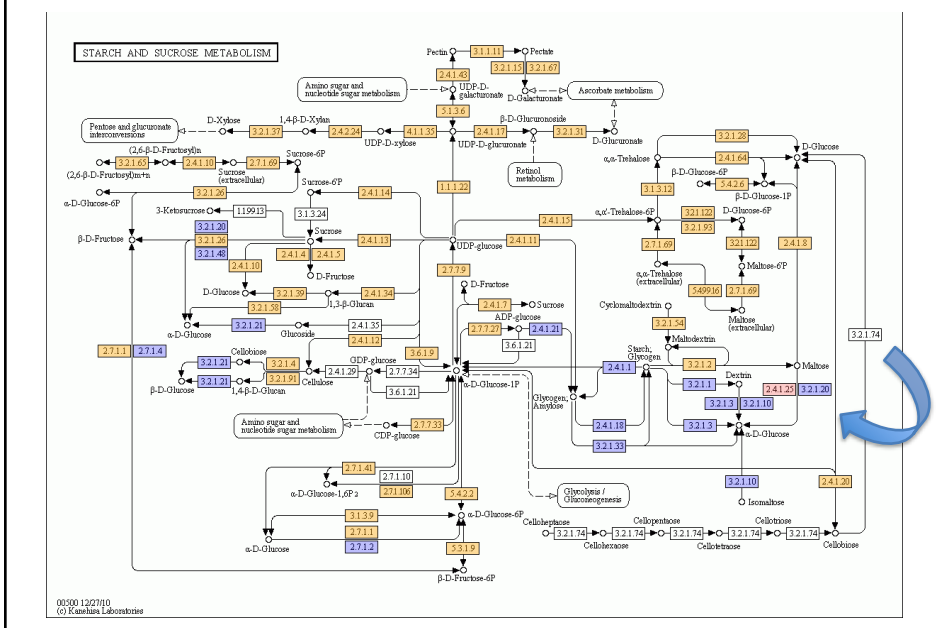 STARCH AND SUCROSE METABOLISM
Pectin
3.1.1.11
Pectate
3.2.1.15
3.2.1.67
2.4.1.43
Amino sugar and
nucleotide sugar metabolism
UDP-D-
galacturonate
D-Galacturonate
Ascorbate metabolism
5.1.3.6
D-Xylose
1,4-β-D-Xylan
β-D-Glucuronoside
Pentose and glucuronate
interconversions
3.2.1.37
2.4.2.24
4.1.1.35
2.4.1.17
3.2.1.31
UDP-D-xylose
UDP-D-glucuronate
D-Glucuronate
3.2.1.28
D-Glucose
(2,6-β-D-Fructosyl)n
Sucrose-6P
3.2.1.65
2.4.1.10
2.7.1.69
α,α-Trehalose
2.4.1.64
(2,6-β-D-Fructosyl)m+n
Sucrose
(extracellular)
Retinol
metabolism
β-D-Glucose-6P
5.4.2.6
β-D-Glucose-1P
α-D-Glucose-6P
3.2.1.26
Sucrose-6'P
2.4.1.14
1.1.1.22
3.1.3.12
3-Ketosucrose
1.1.99.13
3.1.3.24
2.4.1.15
α,α'-Trehalose-6P
3.2.1.122
3.2.1.93
D-Glucose-6P
β-D-Fructose
3.2.1.20
3.2.1.26
3.2.1.48
Sucrose
2.4.1.13
UDP-glucose
2.4.1.11
2.7.1.69
3.2.1.122
2.4.1.8
2.4.1.4
2.4.1.5
2.4.1.10
D-Fructose
2.7.7.9
α,α-Trehalose
(extracellular)
Maltose-6'P
D-Glucose
3.2.1.39
2.4.1.34
D-Fructose
5.4.99.16
2.7.1.69
3.2.1.58
1,3-β-Glucan
2.4.1.7
Sucrose
Cyclomaltodextrin
Maltose
(extracellular)
α-D-Glucose
3.2.1.21
Glucoside
2.4.1.35
ADP-glucose
2.7.7.27
2.4.1.21
3.2.1.54
3.2.1.74
2.4.1.12
3.6.1.21
Maltodextrin
2.7.1.1
2.7.1.4
Cellobiose
3.6.1.9
Starch;
Glycogen
3.2.1.21
3.2.1.4
GDP-glucose
2.4.1.29
2.7.7.34
2.4.1.1
3.2.1.2
Maltose
3.2.1.21
3.2.1.91
β-D-Glucose
1,4-β-D-Glucan
Cellulose
3.6.1.21
α-D-Glucose-1P
Glycogen;
Amylose
3.2.1.1
Dextrin
2.4.1.25
3.2.1.20
3.2.1.3
3.2.1.10
Amino sugar and
nucleotide sugar metabolism
CDP-glucose
2.7.7.33
2.4.1.18
3.2.1.3
α-D-Glucose
3.2.1.33
2.7.1.41
2.7.1.10
2.7.1.106
α-D-Glucose-1,6P2
5.4.2.2
Glycolysis /
Gluconeogenesis
3.2.1.10
2.4.1.20
Isomaltose
3.1.3.9
α-D-Glucose-6P
2.7.1.1
2.7.1.2
α-D-Glucose
5.3.1.9
β-D-Fructose-6P
Celloheptaose
Cellopentaose
Cellotriose
3.2.1.74
3.2.1.74
3.2.1.74
3.2.1.74
Cellohexaose
Cellotetraose
Cellobiose
00500 12/27/10
(c) Kanehisa Laboratories